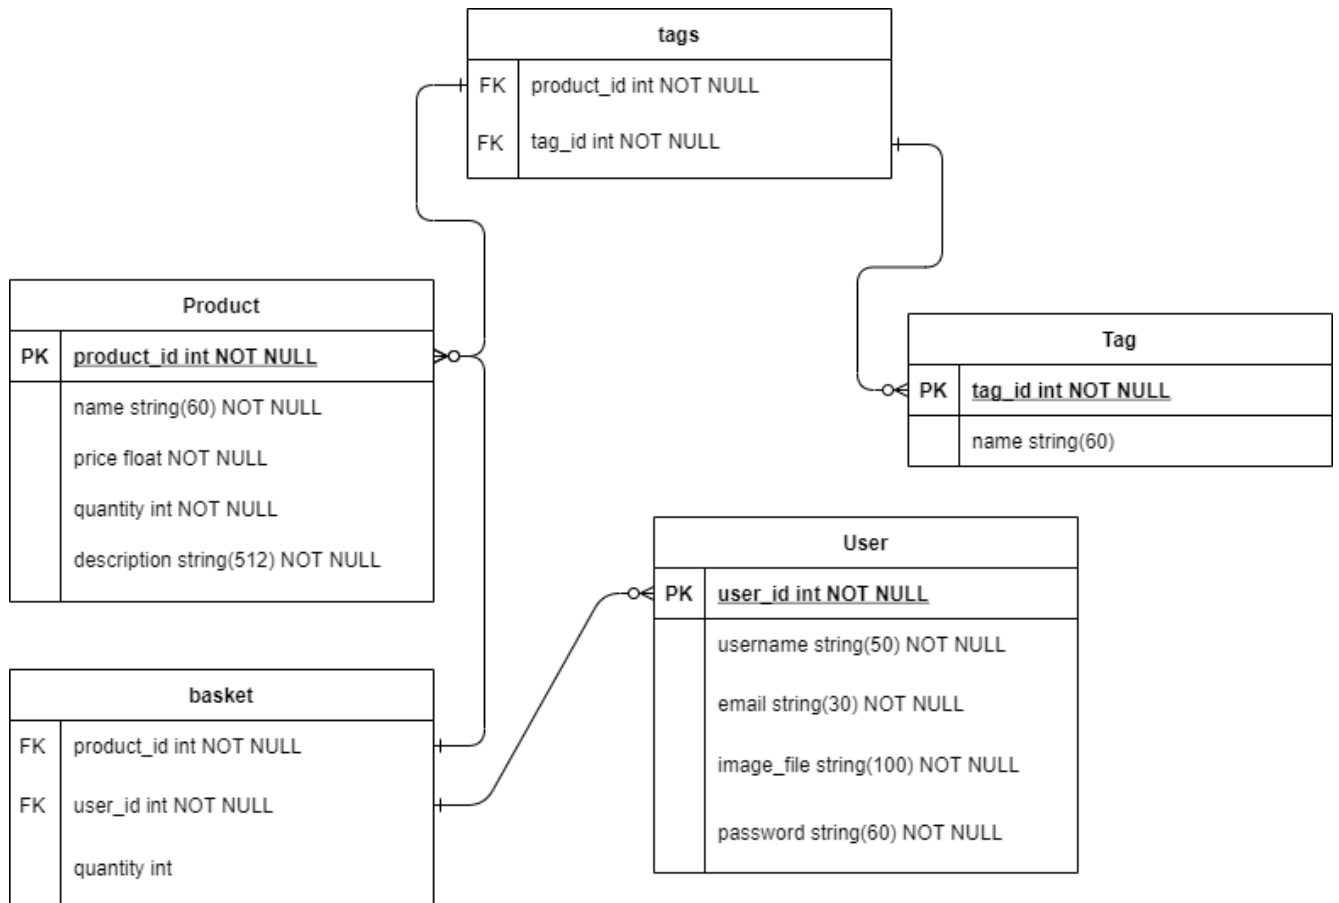 tags
FK product_id int NOT NULL
FK tag_id int NOT NULL
Product
PK product_id int NOT NULL
name string(60) NOT NULL
price float NOT NULL
quantity int NOT NULL
description string(512) NOT NULL
Tag
PK tag_id int NOT NULL
name string(60)
User
PK user_id int NOT NULL
username string(50) NOT NULL
email string(30) NOT NULL
image_file string(100) NOT NULL
password string(60) NOT NULL
basket
FK product_id int NOT NULL
FK user_id int NOT NULL
quantity int